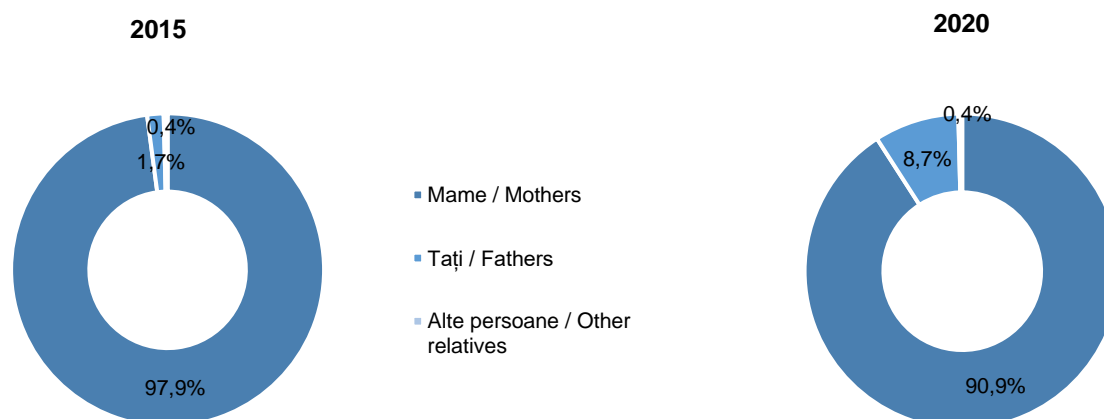 2015
2020
0,4%
1,7%
97,9%
Mame / Mothers
Tați / Fathers
Alte persoane / Other
relatives
0,4%
8,7%
90,9%